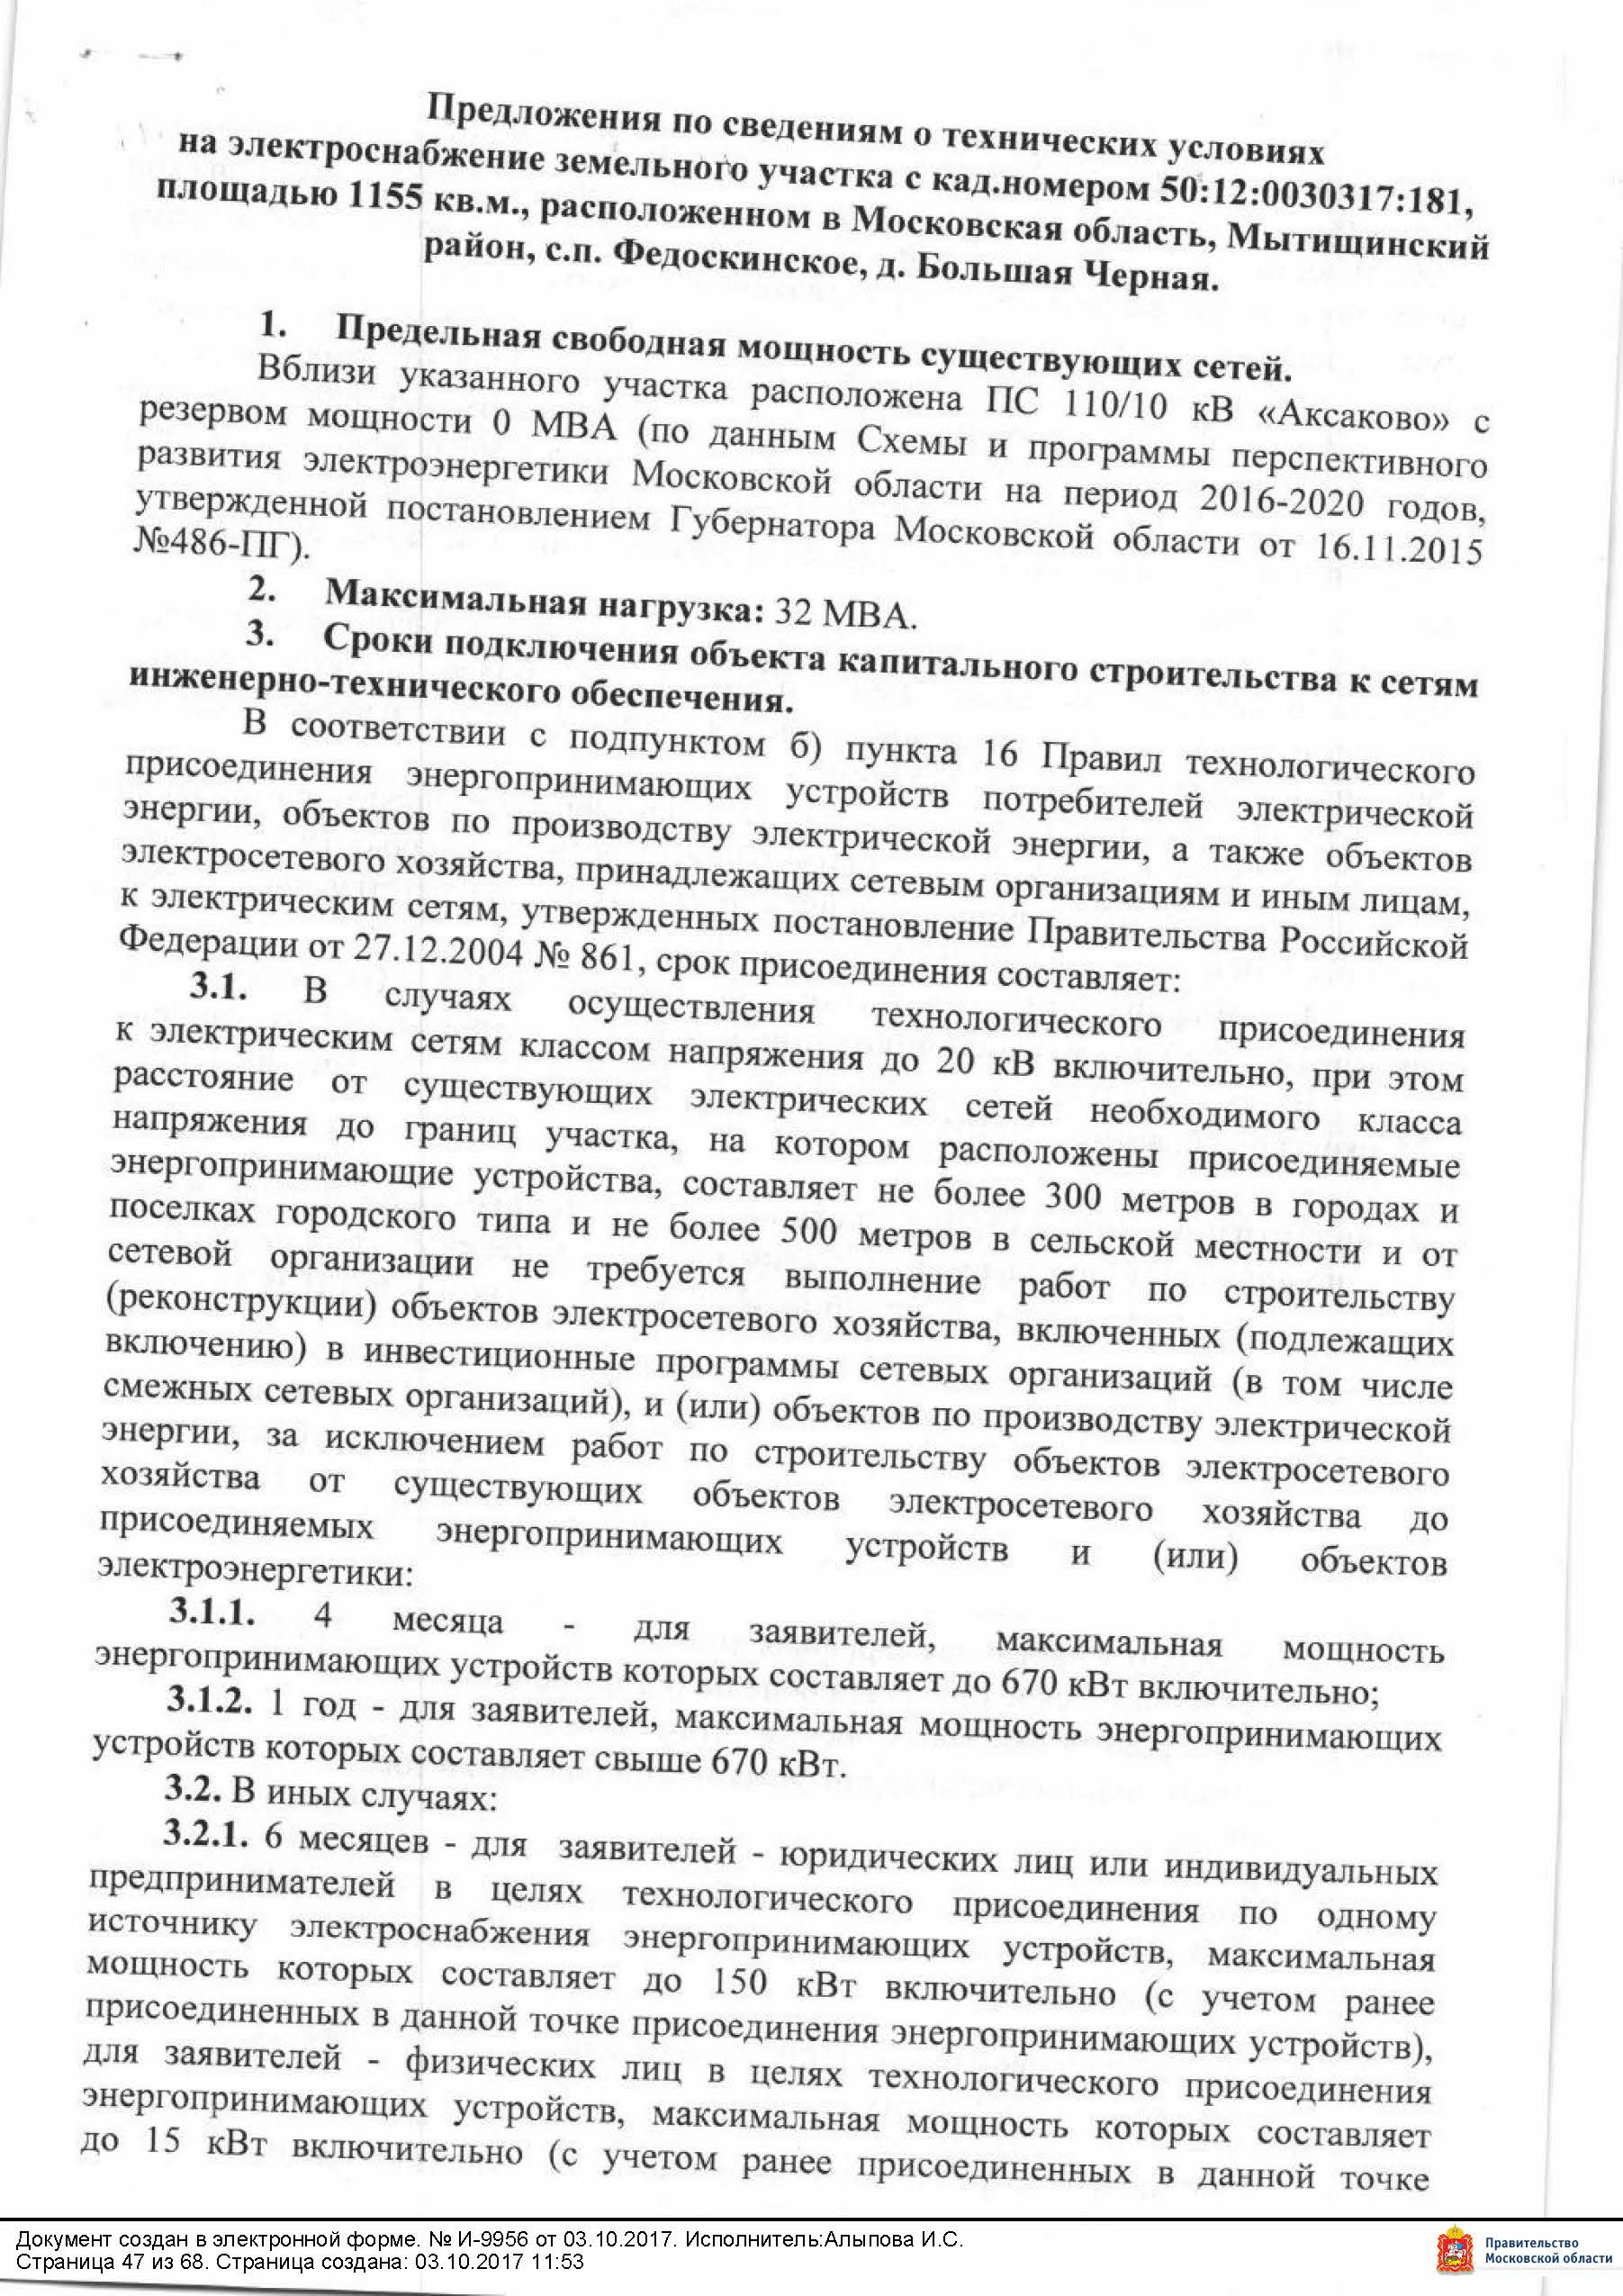 Предложения по сведениям о технических условиях
на электроснабжение земельного участка с кад.номером 50:12:0030317:181,
площадью 1155 кв.м., расположенном в Московская область, Мытищинский
район, с.п. Федоскинское, д. Большая Черная.
1. Предельная свободная мощность существующих сетей.
Вблизи указанного участка расположена ПС 110/10 кВ «Аксаково» с
резервом мощности 0 МВА (по данным Схемы и программы перспективного
развития электроэнергетики Московской области на период 2016-2020 годов,
утвержденной постановлением Губернатора Московской области от 16.11.2015
№486-ПГ).
2. Максимальная нагрузка: 32 МВА.
3. Сроки подключения объекта капитального строительства к сетям
инженерно-технического обеспечения.
В соответствии с подпунктом б) пункта 16 Правил технологического
присоединения энергопринимающих устройств потребителей электрической
энергии, объектов по производству электрической энергии, а также объектов
электросетевого хозяйства, принадлежащих сетевым организациям и иным лицам,
к электрическим сетям, утвержденных постановление Правительства Российской
Федерации от 27.12.2004 № 861, срок присоединения составляет:
3.1. В случаях осуществления технологического присоединения
к электрическим сетям классом напряжения до 20 кВ включительно, при этом
расстояние от существующих электрических сетей необходимого класса
напряжения до границ участка, на котором расположены присоединяемые
энергопринимающие устройства, составляет не более 300 метров в городах и
поселках городского типа и не более 500 метров в сельской местности и от
сетевой организации не требуется выполнение работ по строительству
(реконструкции) объектов электросетевого хозяйства, включенных (подлежащих
включению) в инвестиционные программы сетевых организаций (в том числе
смежных сетевых организаций), и (или) объектов по производству электрической
энергии, за исключением работ по строительству объектов электросетевого
хозяйства от существующих объектов электросетевого хозяйства до
присоединяемых энергопринимающих устройств и (или) объектов
электроэнергетики:
3.1.1. 4 месяца - для заявителей, максимальная мощность
энергопринимающих устройств которых составляет до 670 кВт включительно;
3.1.2. 1 год - для заявителей, максимальная мощность энергопринимающих
устройств которых составляет свыше 670 кВт.
3.2. В иных случаях:
3.2.1. 6 месяцев - для заявителей - юридических лиц или индивидуальных
предпринимателей в целях технологического присоединения по одному
источнику электроснабжения энергопринимающих устройств, максимальная
мощность которых составляет до 150 кВт включительно (с учетом ранее
присоединенных в данной точке присоединения энергопринимающих устройств),
для заявителей - физических лиц в целях технологического присоединения
энергопринимающих устройств, максимальная мощность которых составляет
до 15 кВт включительно (с учетом ранее присоединенных в данной точке
Документ создан в электронной форме. № И-9956 от 03.10.2017. Исполнитель:Алыпова И.С.
Страница 47 из 68. Страница создана: 03.10.2017 11:53
Правительство
Московской области